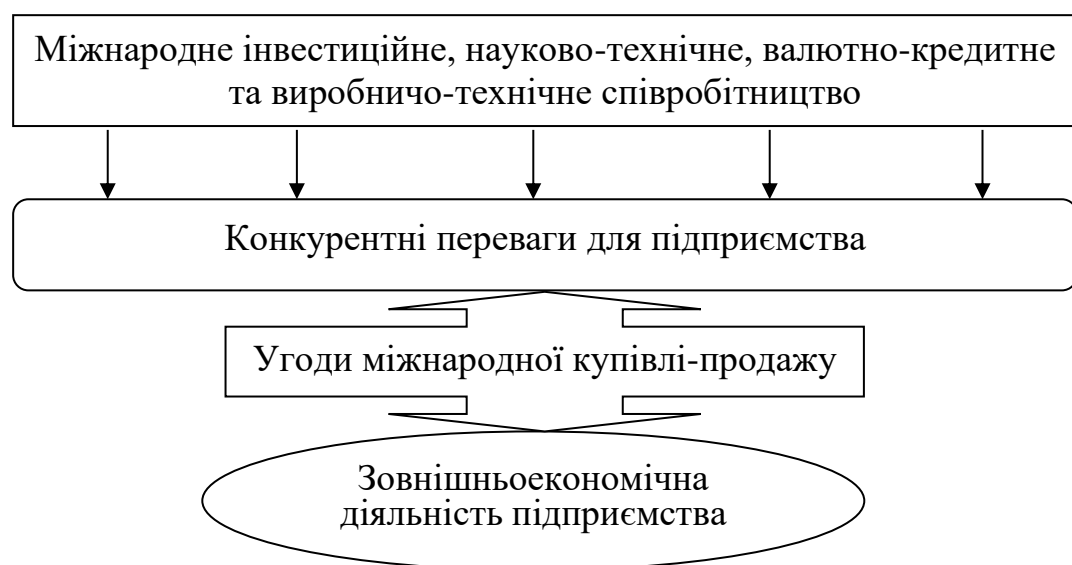 Міжнародне інвестиційне, науково-технічне, валютно-кредитне
та виробничо-технічне співробітництво
Конкурентні переваги для підприємства
Угоди міжнародної купівлі-продажу
Зовнішньоекономічна
діяльність підприємства